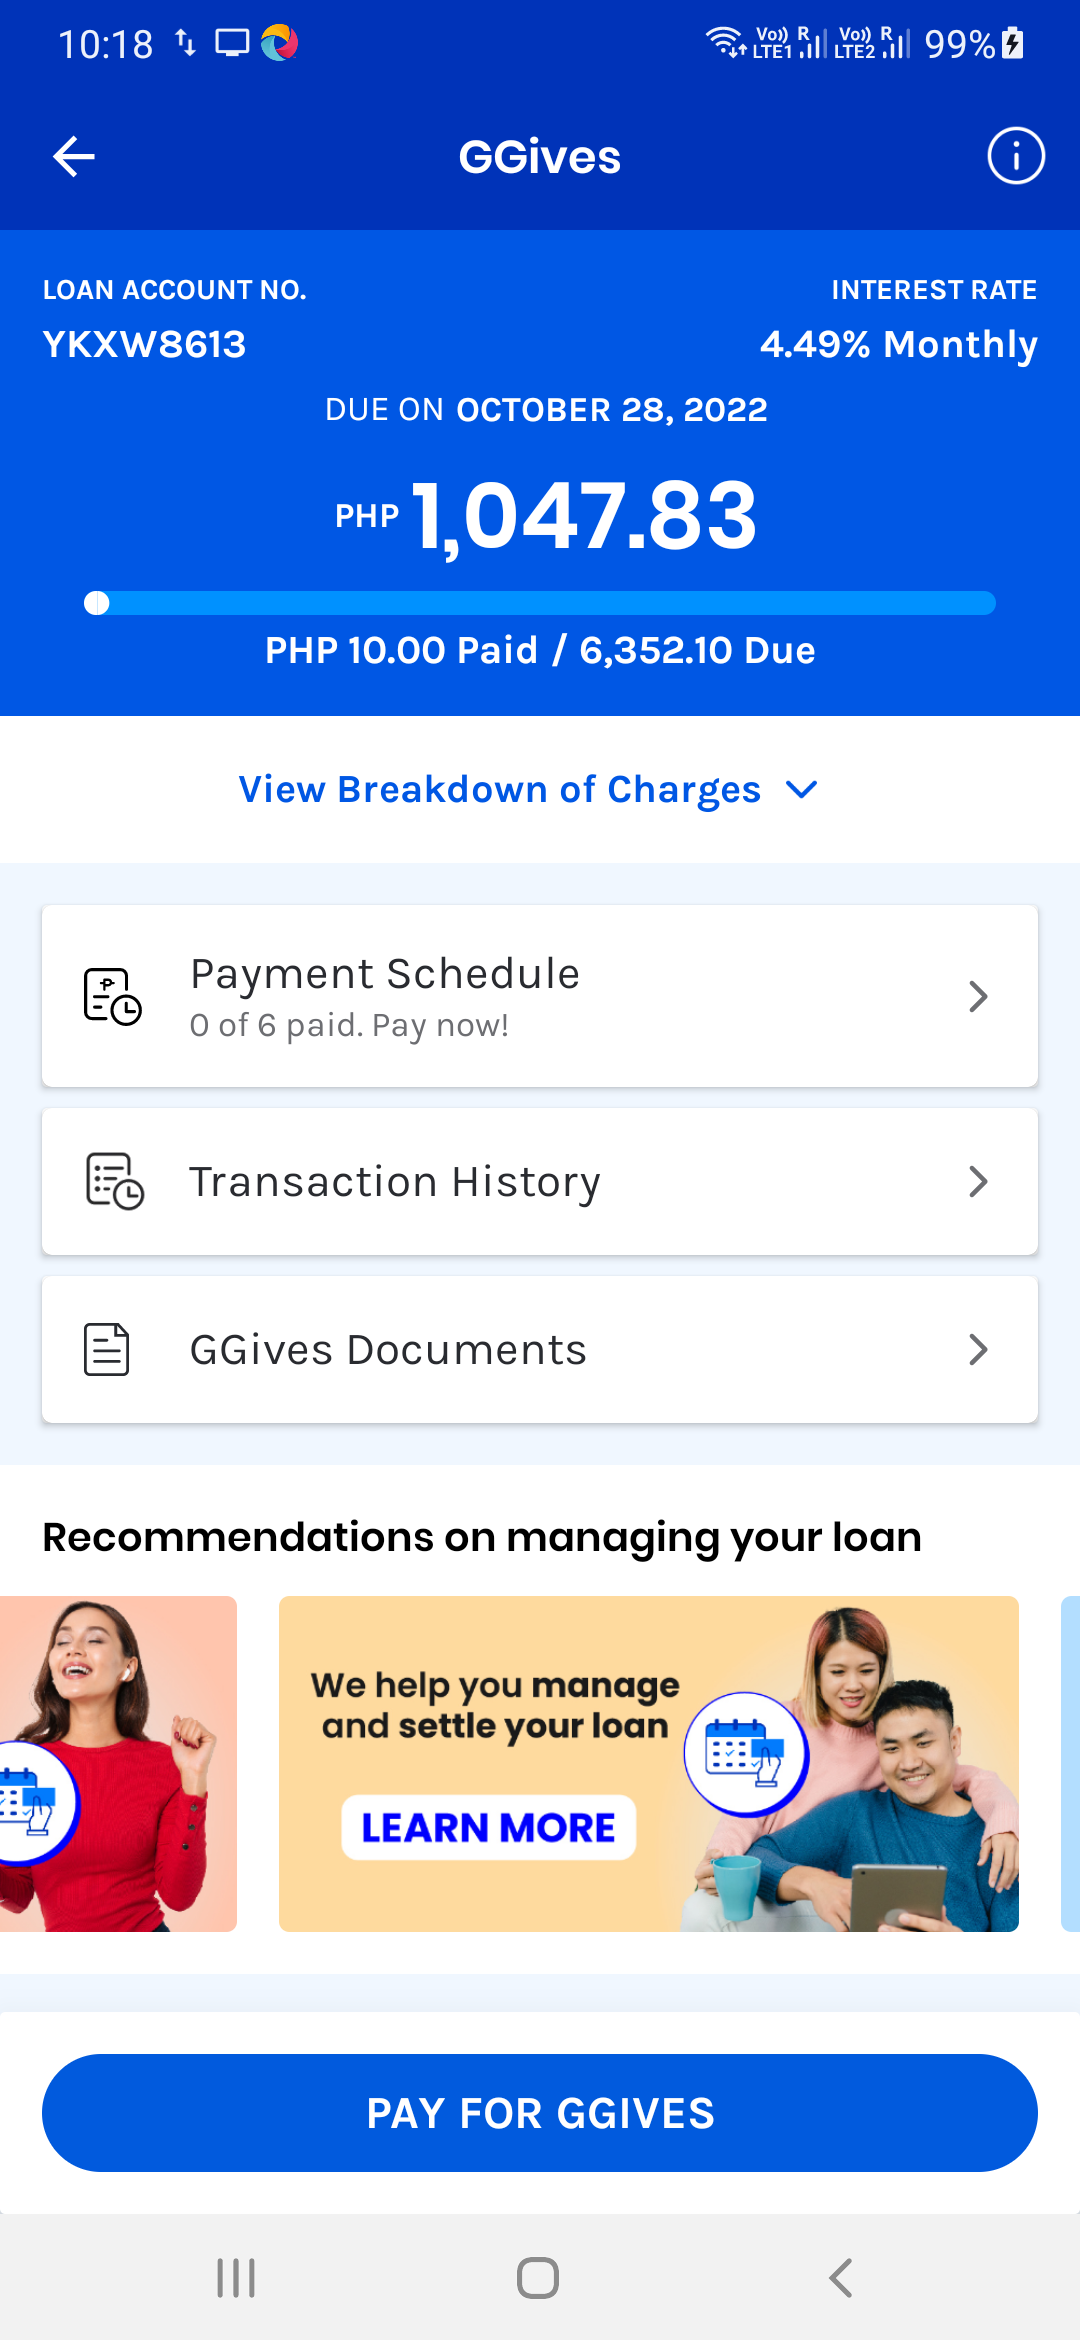 10:18
Vo)) R Vo)) R
LTE1 LTE2 99%
GGives
LOAN ACCOUNT NO. INTEREST RATE
YKXW8613 4.49% Monthly
DUE ON OCTOBER 28, 2022
PHP 1,047.83
PHP 10.00 Paid / 6,352.10 Due
View Breakdown of Charges
Payment Schedule
0 of 6 paid. Pay now!
Transaction History
GGives Documents
Recommendations on managing your loan
We help you manage
and settle your loan
LEARN MORE
PAY FOR GGIVES